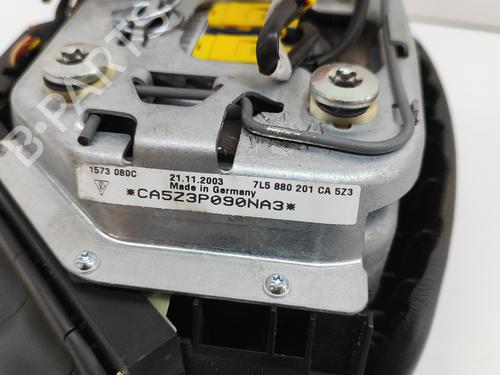 B-PARTS
1573 080C
21.11.2003
7L5 880 201 CA 5Z3
Made in Germany
*CA5Z3P090NA3*